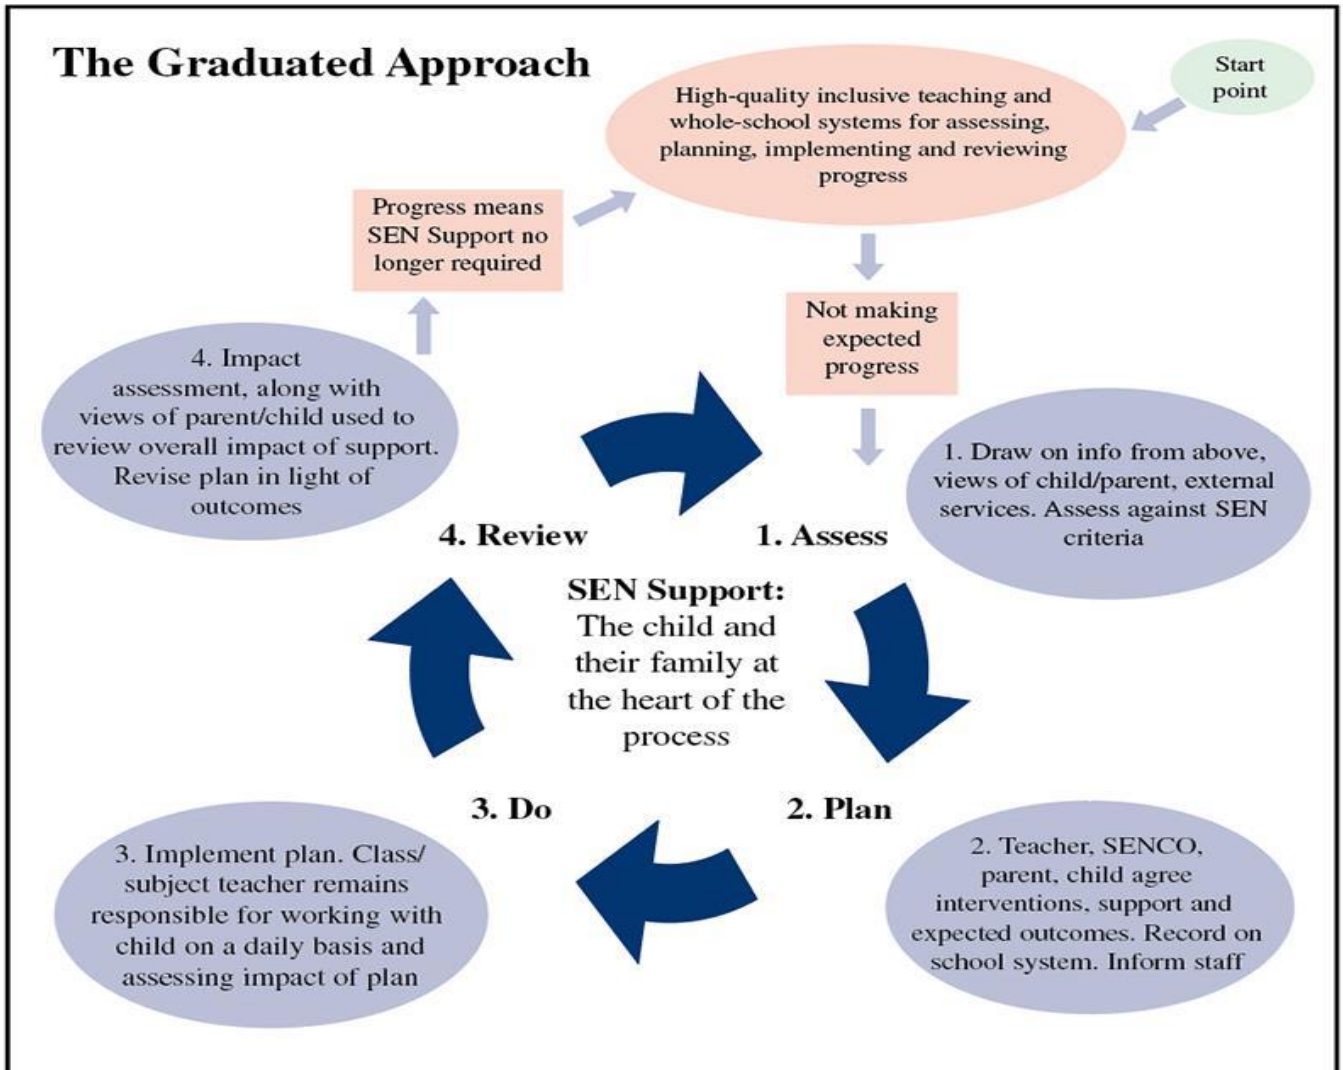 The Graduated Approach
Start
point
High-quality inclusive teaching and
whole-school systems for assessing,
planning, implementing and reviewing
progress
Progress means
SEN Support no
longer required
Not making
expected
progress
4. Impact
assessment, along with
views of parent/child used to
review overall impact of support.
Revise plan in light of
outcomes
1. Draw on info from above,
views of child/parent, external
services. Assess against SEN
criteria
4. Review
1. Assess
SEN Support:
The child and
their family at
the heart of the
process
3. Do
2. Plan
3. Implement plan. Class/
subject teacher remains
responsible for working with
child on a daily basis and
assessing impact of plan
2. Teacher, SENCO,
parent, child agree
interventions, support and
expected outcomes. Record on
school system. Inform staff